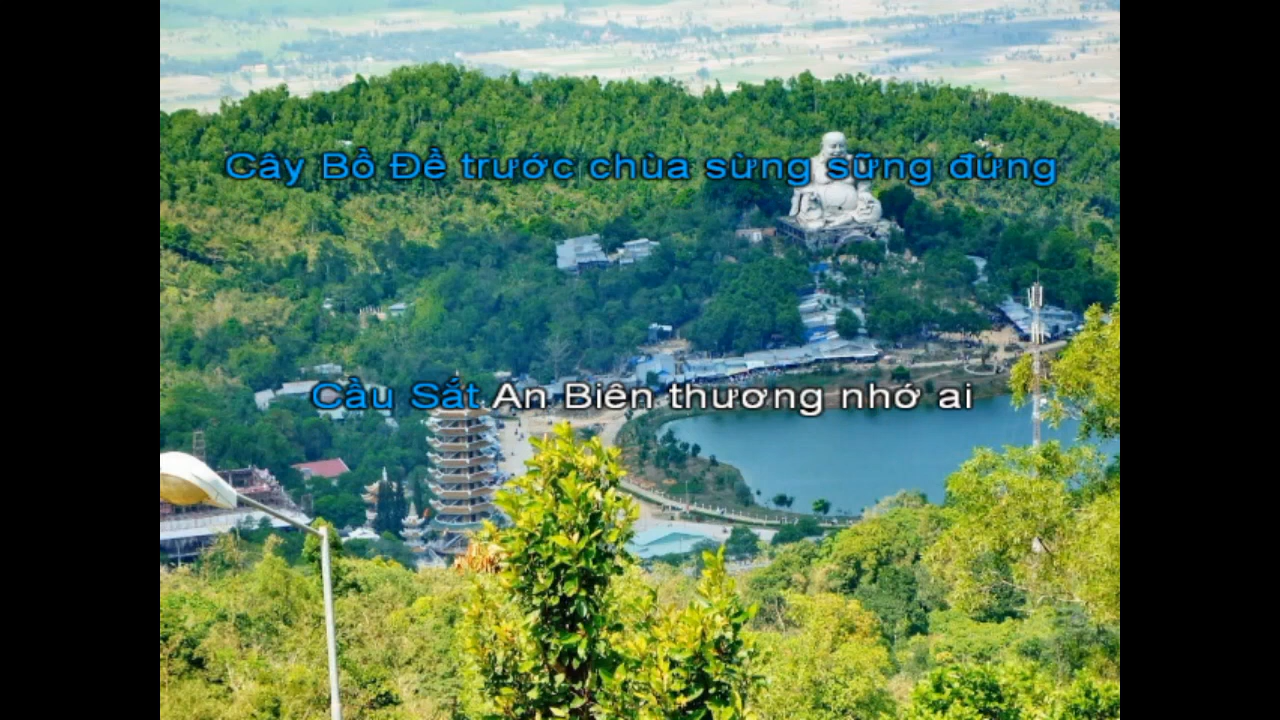 Cây Bồ Đề trước chùa sừng sững đứng
Cầu Sắt An Biên thương nhớ ai